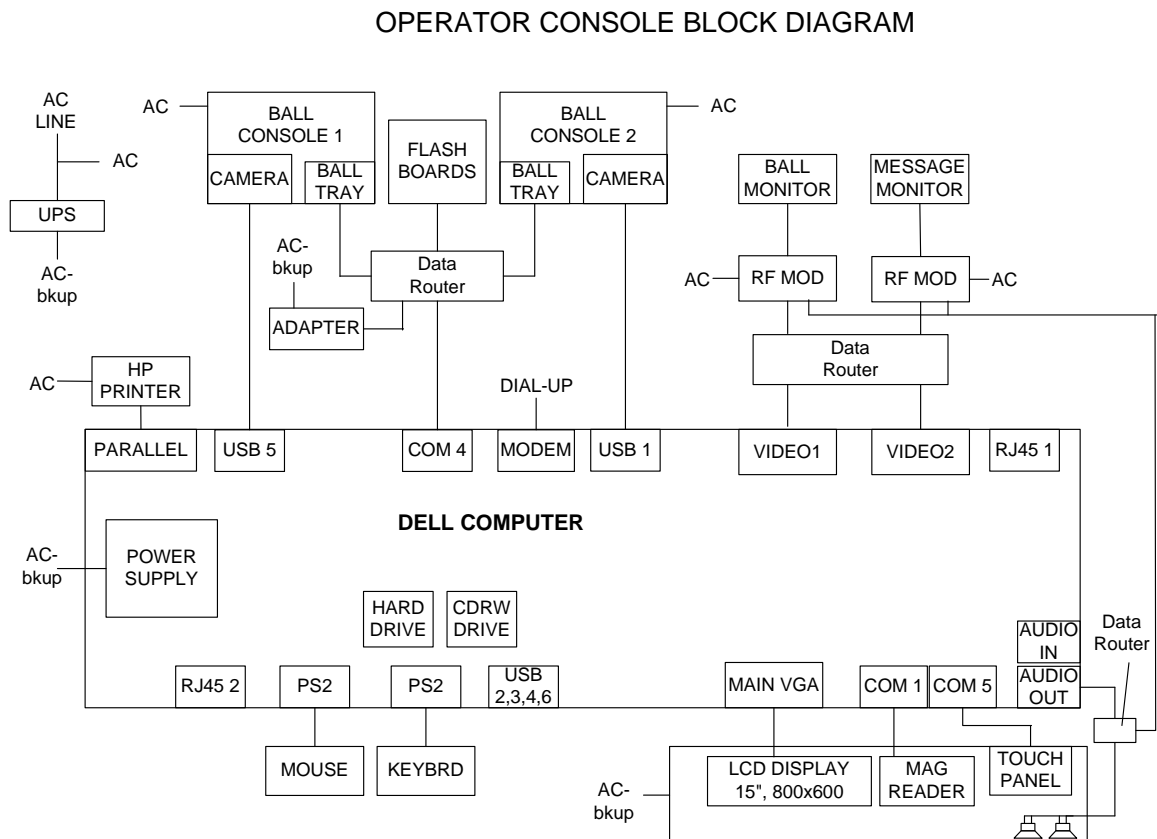 OPERATOR CONSOLE BLOCK DIAGRAM
AC
LINE
AC
UPS
AC-
bkup
AC
BALL
CONSOLE 1
CAMERA
BALL
TRAY
FLASH
BOARDS
BALL
CONSOLE 2
AC
BALL
TRAY
CAMERA
BALL
MONITOR
MESSAGE
MONITOR
AC-
bkup
Data
Router
ADAPTER
AC
RF MOD
RF MOD
AC
Data
Router
AC
HP
PRINTER
DIAL-UP
PARALLEL
USB 5
COM 4
MODEM
USB 1
VIDEO1
VIDEO2
RJ45 1
DELL COMPUTER
AC-
bkup
POWER
SUPPLY
HARD
DRIVE
CDRW
DRIVE
AUDIO
IN
AUDIO
OUT
Data
Router
RJ45 2
PS2
PS2
USB
2,3,4,6
MAIN VGA
COM 1
COM 5
MOUSE
KEYBRD
AC-
bkup
LCD DISPLAY
15", 800x600
MAG
READER
TOUCH
PANEL